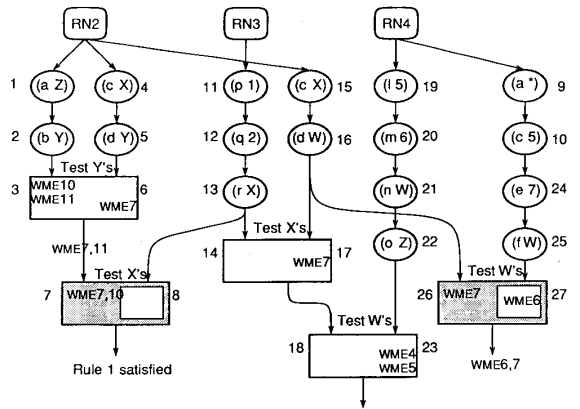 RN2 RN3 RN4
1 (a Z) (c X) 4 11 (p 1) (c X) 15 (l 5) 19 (a *) 9
2 (b Y) (d Y) 5 12 (q 2) (d W) 16 (m 6) 20 (c 5) 10
Test Y's
3 WME10 6 13 (r X) (n W) 21 (e 7) 24
WME11
WME7
Test X's
WME7,11 14 17 (o Z) 22 (f W) 25
WME7
Test X's Test W's
7 WME7,10 8 26 WME7 27
WME6
Test W's
18 WME4 23
WME5
Rule 1 satisfied WME6,7